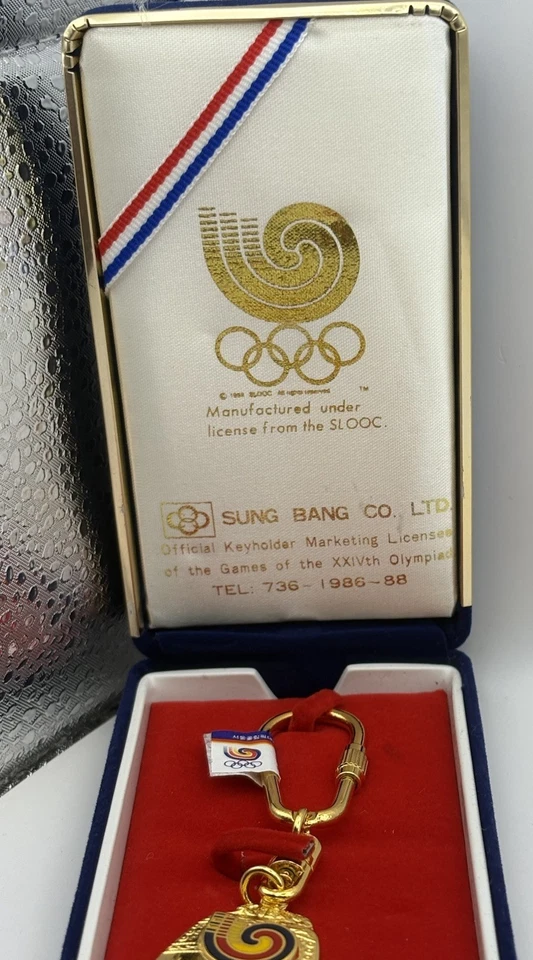 © 1988 SLOOC All rights reserved. TM
Manufactured under
license from the SLOOC.
SUNG BANG CO. LTD.
Official Keyholder Marketing Licensee
of the Games of the XXIVth Olympiad
TEL: 736-1986~88